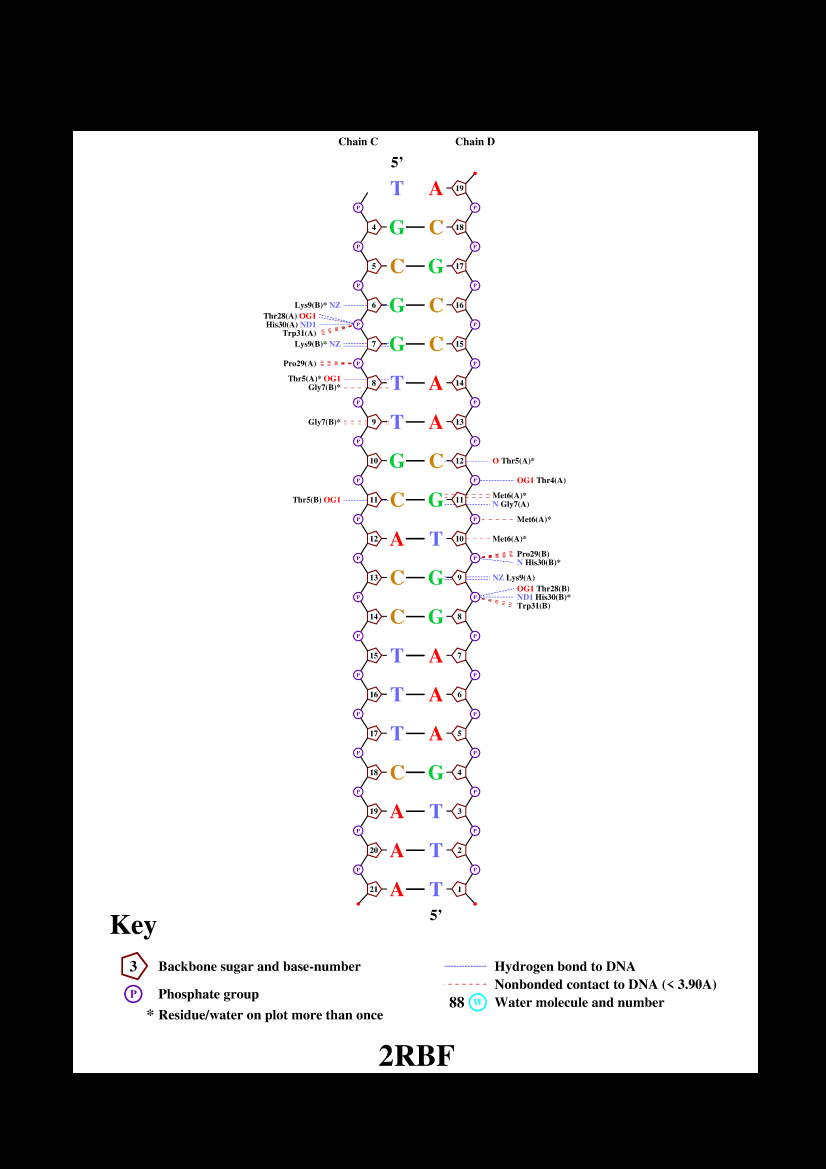 Chain C Chain D
5’
T A 19
P P
4 G C 18
P P
5 C G 17
P P
Lys9(B)* NZ 6 G C 16
Thr28(A) OG1
His30(A) ND1 P P
Trp31(A)
Lys9(B)* NZ 7 G C 15
Pro29(A) P P
Thr5(A)* OG1 8 T A 14
Gly7(B)*
P P
Gly7(B)* 9 T A 13
P P
10 G C 12 O Thr5(A)*
P P OG1 Thr4(A)
Thr5(B) OG1 11 C G 11 Met6(A)*
N Gly7(A)
P P Met6(A)*
12 A T 10 Met6(A)*
P P Pro29(B)
N His30(B)*
13 C G 9 NZ Lys9(A)
OG1 Thr28(B)
P P ND1 His30(B)*
Trp31(B)
14 C G 8
P P
15 T A 7
P P
16 T A 6
P P
17 T A 5
P P
18 C G 4
P P
19 A T 3
P P
20 A T 2
P P
21 A T 1
5’
Key
3 Backbone sugar and base-number
P Phosphate group
* Residue/water on plot more than once
Hydrogen bond to DNA
Nonbonded contact to DNA (< 3.90A)
88 W Water molecule and number
2RBF